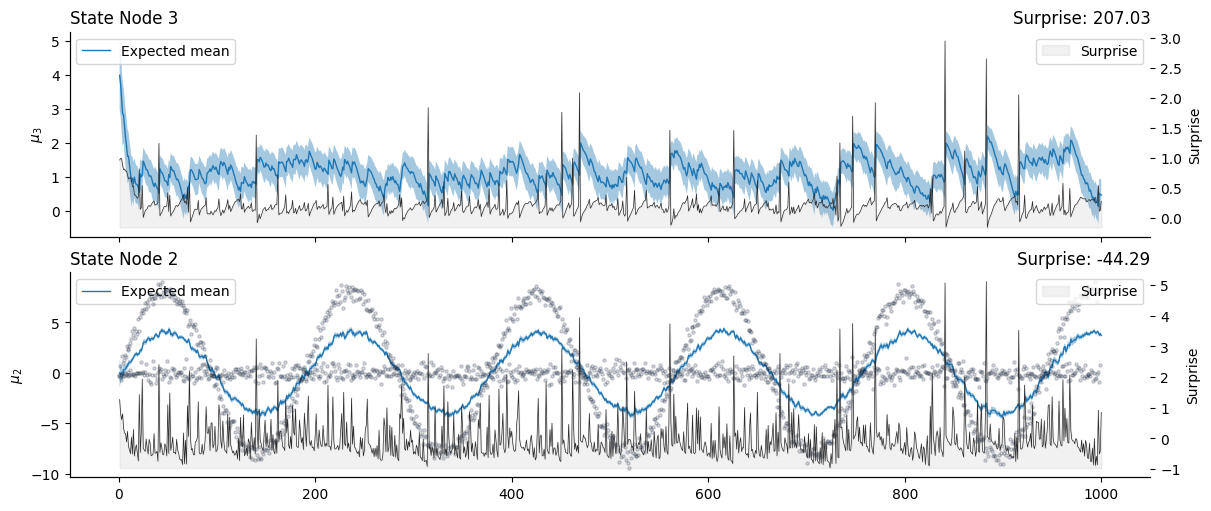 State Node 3 Surprise: 207.03
Expected mean
Surprise
5
4
3
2
1
0
μ3
3.0
2.5
2.0
1.5
1.0
0.5
0.0
Surprise
State Node 2 Surprise: -44.29
Expected mean
Surprise
5
0
−5
−10
μ2
5
4
3
2
1
0
−1
Surprise
0 200 400 600 800 1000